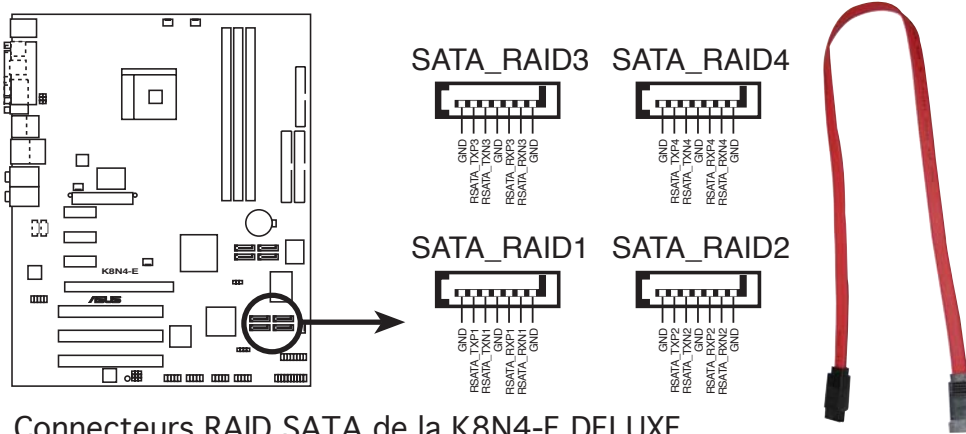 SATA_RAID3 SATA_RAID4
GND
RSATA_TXP3
RSATA_TXN3
GND
RSATA_RXP3
RSATA_RXN3
GND
GND
RSATA_TXP4
RSATA_TXN4
GND
RSATA_RXP4
RSATA_RXN4
GND
SATA_RAID1 SATA_RAID2
GND
RSATA_TXP1
RSATA_TXN1
GND
RSATA_RXP1
RSATA_RXN1
GND
GND
RSATA_TXP2
RSATA_TXN2
GND
RSATA_RXP2
RSATA_RXN2
GND
K8N4-E
ASUS
Connecteurs RAID SATA de la K8N4-E DELUXE